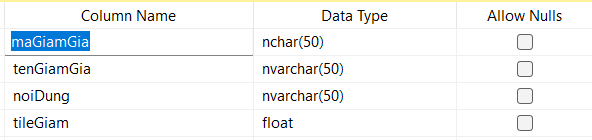 Column Name Data Type Allow Nulls
maGiamGia nchar(50)
tenGiamGia nvarchar(50)
noiDung nvarchar(50)
tileGiam float